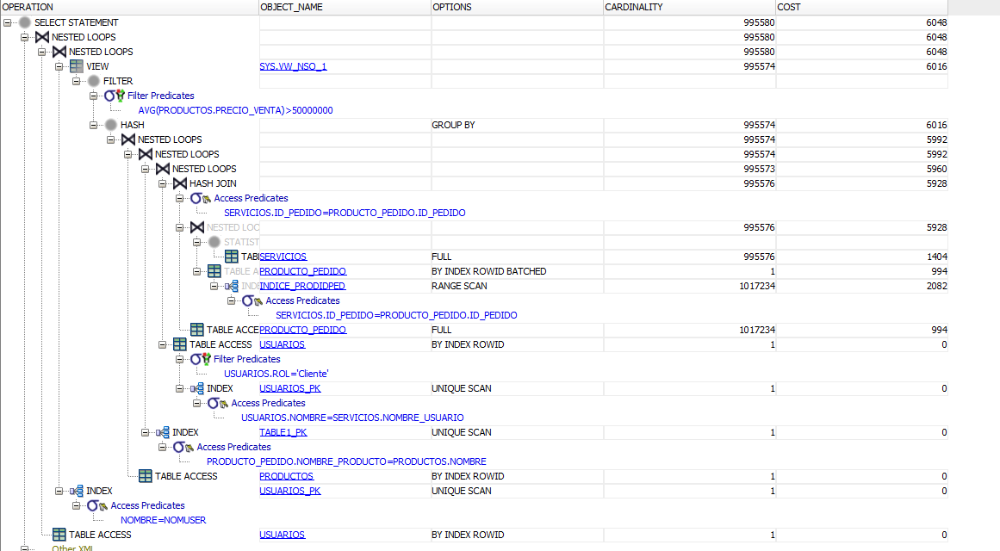 OPERATION OBJECT_NAME OPTIONS CARDINALITY COST
SELECT STATEMENT 995580 6048
NESTED LOOPS 995580 6048
NESTED LOOPS 995580 6048
VIEW SYS.VW_NSO_1 995574 6016
FILTER
Filter Predicates
AVG(PRODUCTOS.PRECIO_VENTA)>50000000
HASH GROUP BY 995574 6016
NESTED LOOPS 995574 5992
NESTED LOOPS 995574 5992
NESTED LOOPS 995573 5960
HASH JOIN 995576 5928
Access Predicates
SERVICIOS.ID_PEDIDO=PRODUCTO_PEDIDO.ID_PEDIDO
NESTED LOC 995576 5928
STATIST
TAB SERVICIOS FULL 995576 1404
TABLE A PRODUCTO_PEDIDO BY INDEX ROWID BATCHED 1 994
INDE INDICE_PRODIDPED RANGE SCAN 1017234 2082
Access Predicates
SERVICIOS.ID_PEDIDO=PRODUCTO_PEDIDO.ID_PEDIDO
TABLE ACCE PRODUCTO_PEDIDO FULL 1017234 994
TABLE ACCESS USUARIOS BY INDEX ROWID 1 0
Filter Predicates
USUARIOS.ROL='Cliente'
INDEX USUARIOS_PK UNIQUE SCAN 1 0
Access Predicates
USUARIOS.NOMBRE=SERVICIOS.NOMBRE_USUARIO
INDEX TABLE1_PK UNIQUE SCAN 1 0
Access Predicates
PRODUCTO_PEDIDO.NOMBRE_PRODUCTO=PRODUCTOS.NOMBRE
TABLE ACCESS PRODUCTOS BY INDEX ROWID 1 0
INDEX USUARIOS_PK UNIQUE SCAN 1 0
Access Predicates
NOMBRE=NOMUSER
TABLE ACCESS USUARIOS BY INDEX ROWID 1 0
Other XML